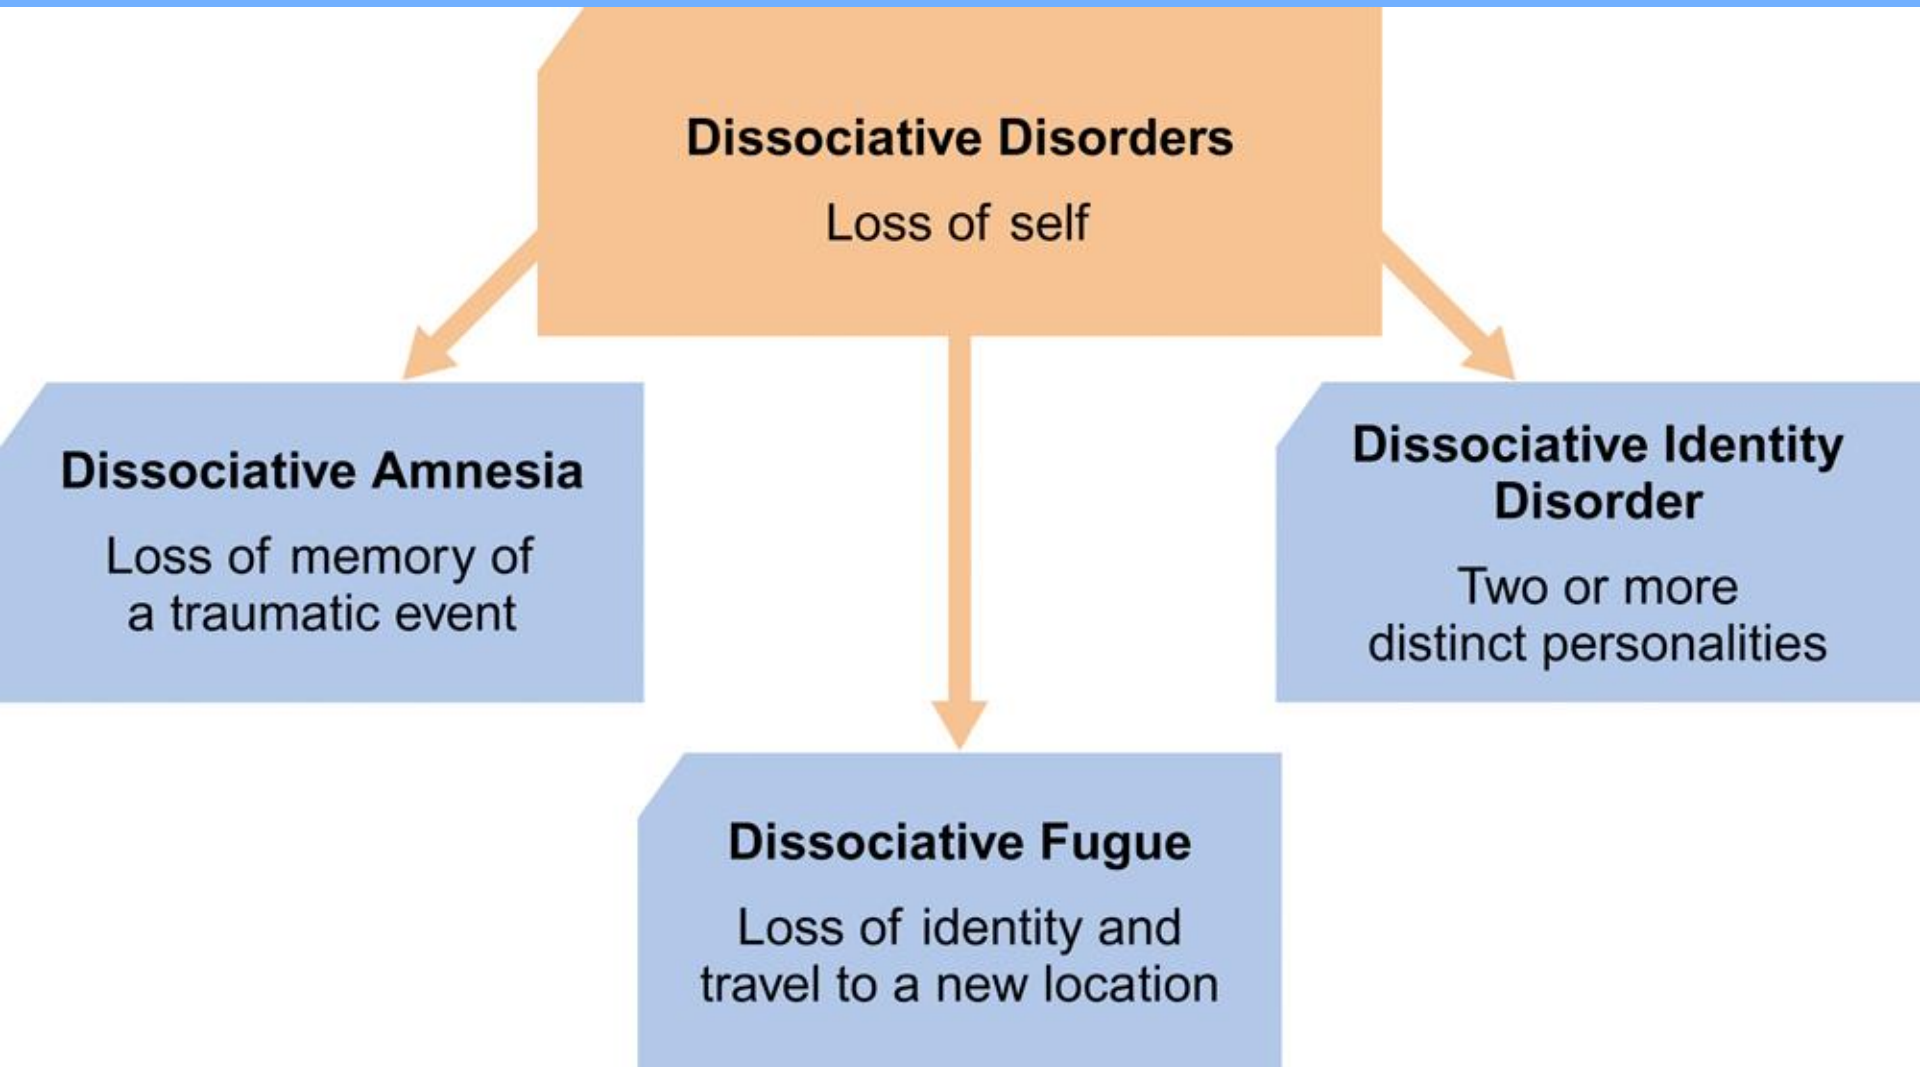 Dissociative Disorders
Loss of self
Dissociative Amnesia
Loss of memory of
a traumatic event
Dissociative Identity
Disorder
Two or more
distinct personalities
Dissociative Fugue
Loss of identity and
travel to a new location